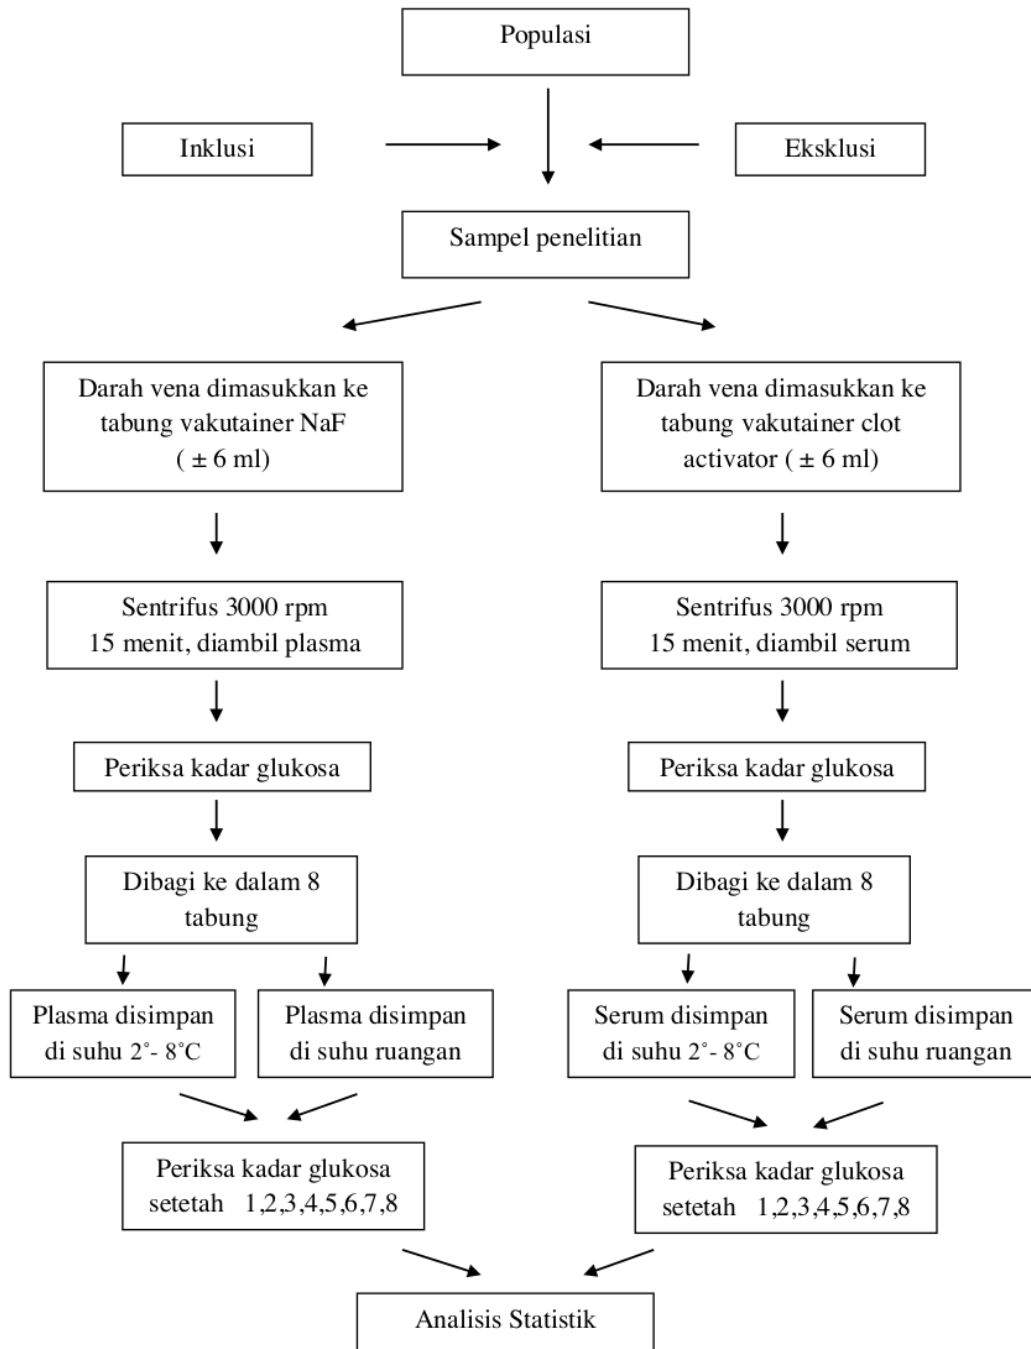 Populasi
Inklusi
Eksklusi
Sampel penelitian
Darah vena dimasukkan ke
tabung vakutainer NaF
( ± 6 ml)
Darah vena dimasukkan ke
tabung vakutainer clot
activator ( ± 6 ml)
Sentrifus 3000 rpm
15 menit, diambil plasma
Sentrifus 3000 rpm
15 menit, diambil serum
Periksa kadar glukosa
Periksa kadar glukosa
Dibagi ke dalam 8
tabung
Dibagi ke dalam 8
tabung
Plasma disimpan
di suhu 2˚- 8˚C
Plasma disimpan
di suhu ruangan
Serum disimpan
di suhu 2˚- 8˚C
Serum disimpan
di suhu ruangan
Periksa kadar glukosa
setetah 1,2,3,4,5,6,7,8
Periksa kadar glukosa
setetah 1,2,3,4,5,6,7,8
Analisis Statistik